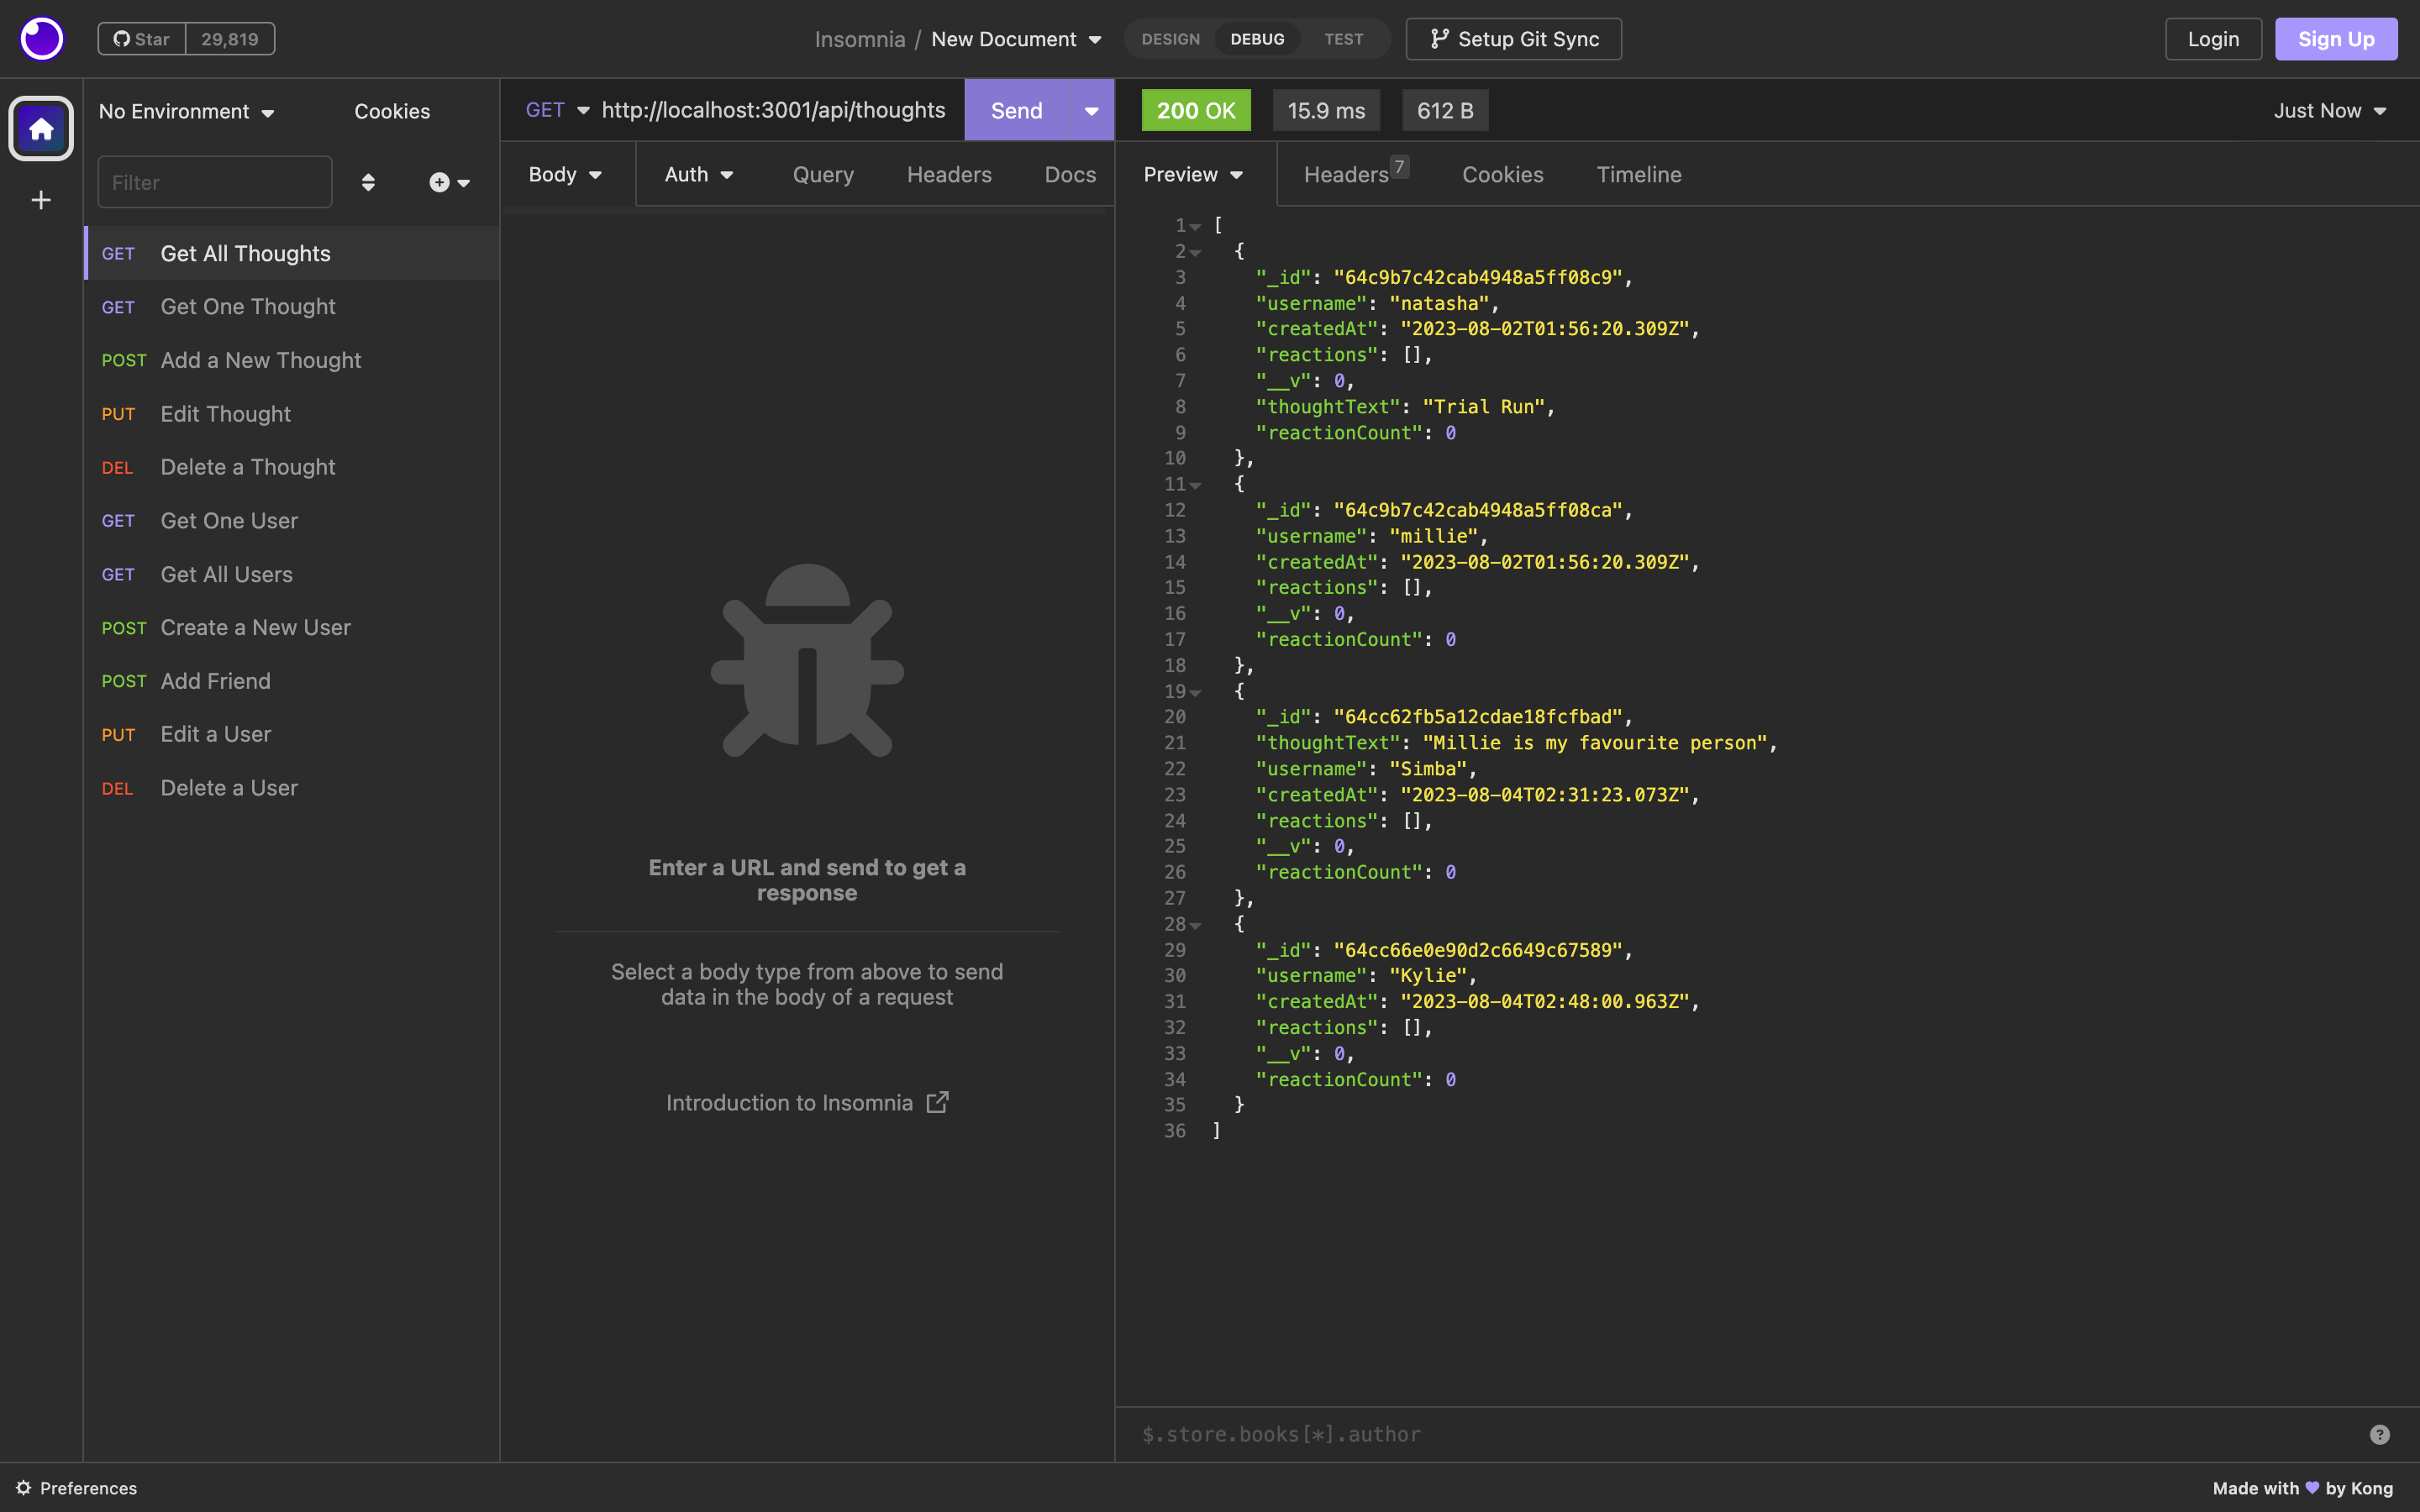 Star 29,819
Insomnia / New Document
DESIGN DEBUG TEST
Setup Git Sync
Login
Sign Up
No Environment
Cookies
Filter
GET Get All Thoughts
GET Get One Thought
POST Add a New Thought
PUT Edit Thought
DEL Delete a Thought
GET Get One User
GET Get All Users
POST Create a New User
POST Add Friend
PUT Edit a User
DEL Delete a User
GET http://localhost:3001/api/thoughts Send
Body Auth Query Headers Docs
Enter a URL and send to get a
response
Select a body type from above to send
data in the body of a request
Introduction to Insomnia
200 OK 15.9 ms 612 B Just Now
Preview Headers 7 Cookies Timeline
1 [
2 {
3 "_id": "64c9b7c42cab4948a5ff08c9",
4 "username": "natasha",
5 "createdAt": "2023-08-02T01:56:20.309Z",
6 "reactions": [],
7 "__v": 0,
8 "thoughtText": "Trial Run",
9 "reactionCount": 0
10 },
11 {
12 "_id": "64c9b7c42cab4948a5ff08ca",
13 "username": "millie",
14 "createdAt": "2023-08-02T01:56:20.309Z",
15 "reactions": [],
16 "__v": 0,
17 "reactionCount": 0
18 },
19 {
20 "_id": "64cc62fb5a12cdae18fcfbad",
21 "thoughtText": "Millie is my favourite person",
22 "username": "Simba",
23 "createdAt": "2023-08-04T02:31:23.073Z",
24 "reactions": [],
25 "__v": 0,
26 "reactionCount": 0
27 },
28 {
29 "_id": "64cc66e0e90d2c6649c67589",
30 "username": "Kylie",
31 "createdAt": "2023-08-04T02:48:00.963Z",
32 "reactions": [],
33 "__v": 0,
34 "reactionCount": 0
35 }
36 ]
$.store.books[*].author
?
Preferences
Made with 💜 by Kong